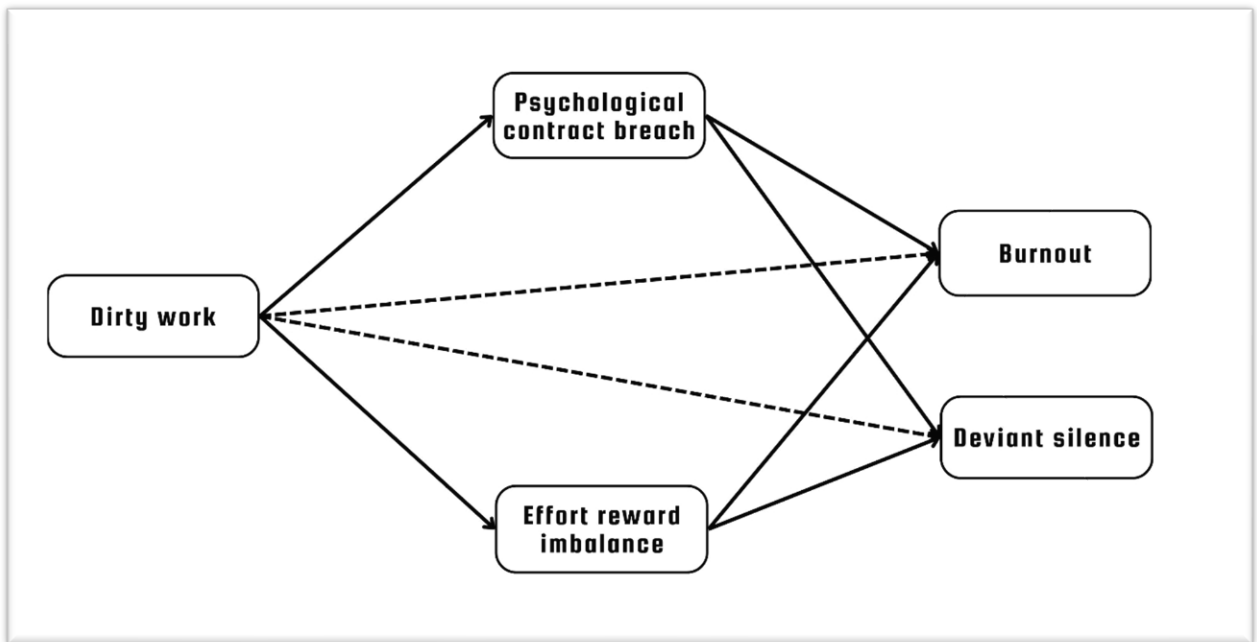 Psychological
contract breach
Burnout
Dirty work
Deviant silence
Effort reward
imbalance